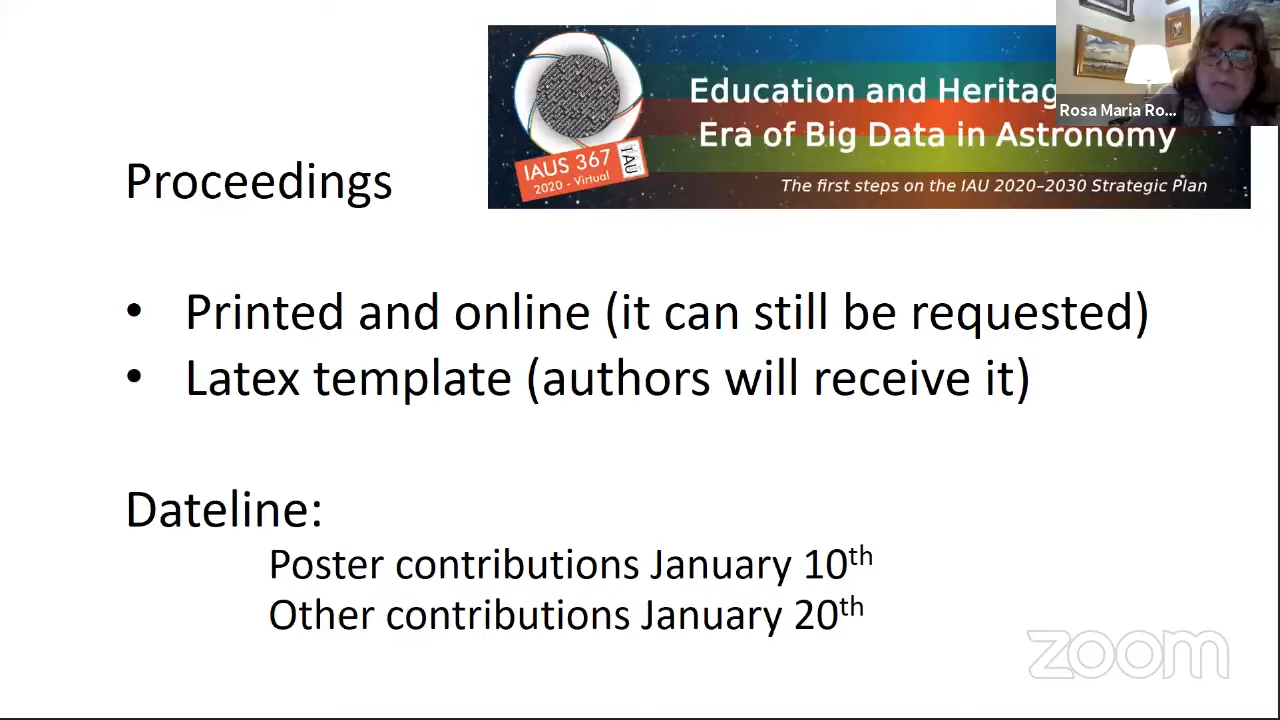 Education and Heritag
Era of Big Data in Astronomy
The first steps on the IAU 2020–2030 Strategic Plan
IAUS 367
2020 - Virtual
IAU
Rosa Maria Ro...
Proceedings
• Printed and online (it can still be requested)
• Latex template (authors will receive it)
Dateline:
Poster contributions January 10th
Other contributions January 20th
zoom